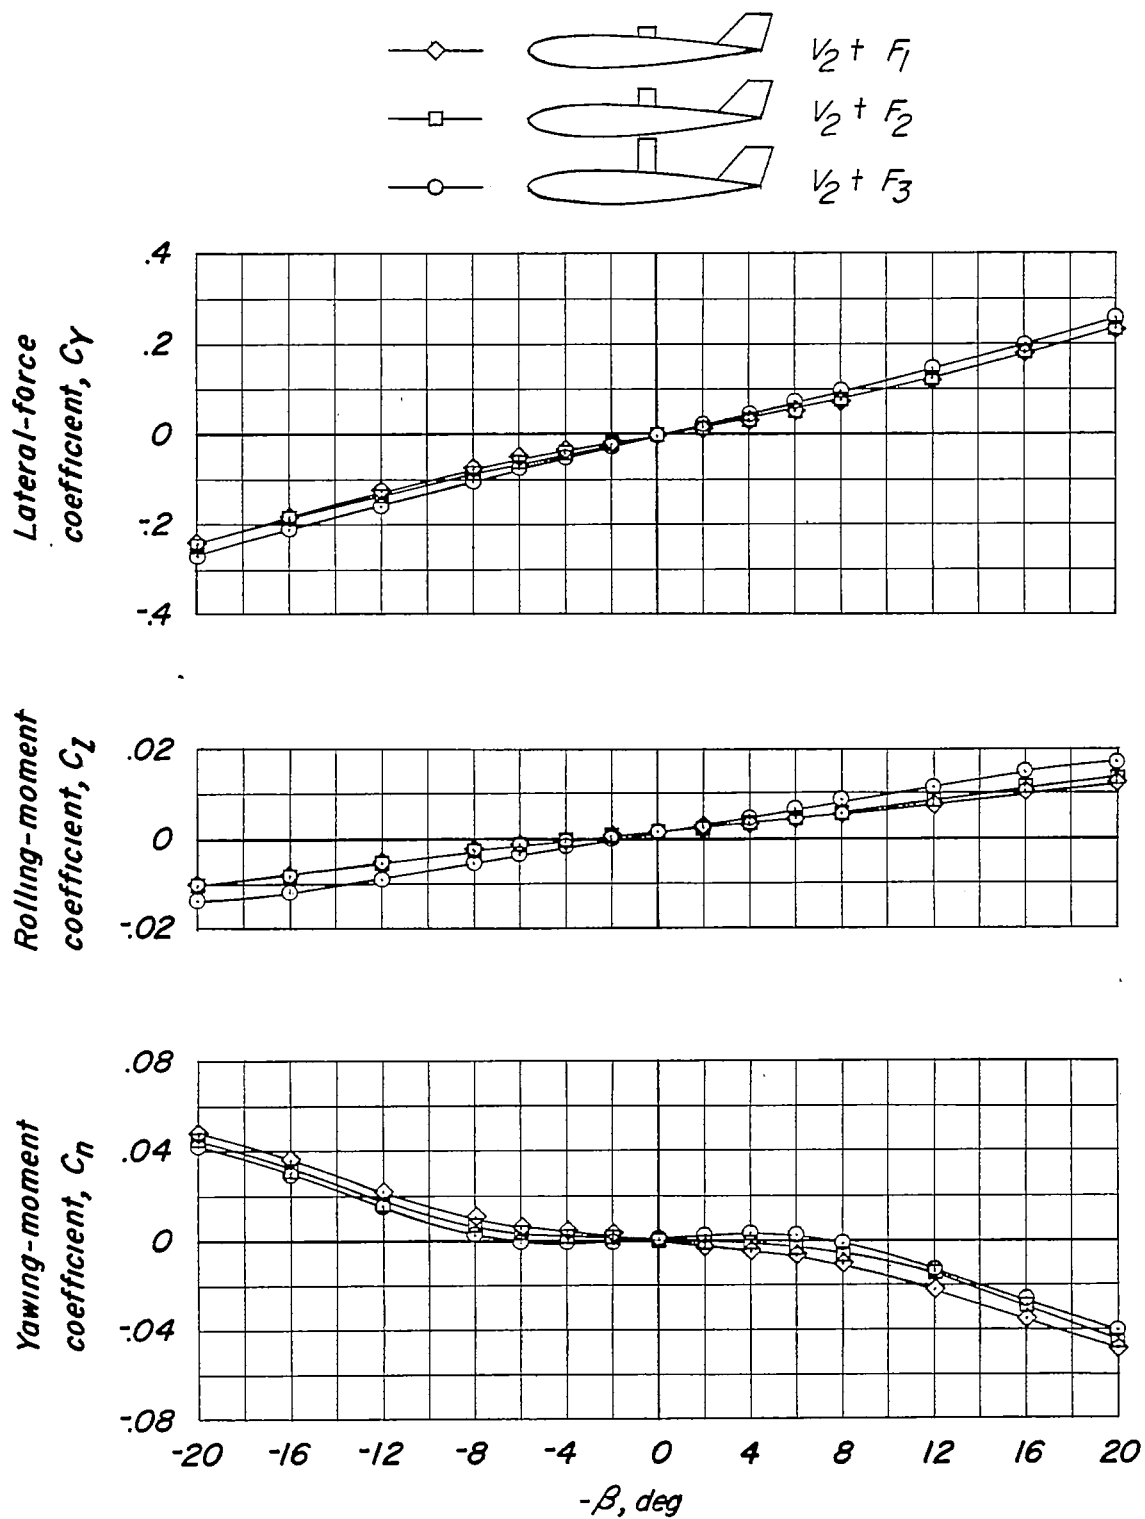 V2 + F1
V2 + F2
V2 + F3
Lateral-force
coefficient, CY
.4
.2
0
-.2
-.4
Rolling-moment
coefficient, Cl
.02
0
-.02
Yawing-moment
coefficient, Cn
.08
.04
0
-.04
-.08
-20 -16 -12 -8 -4 0 4 8 12 16 20
-β, deg